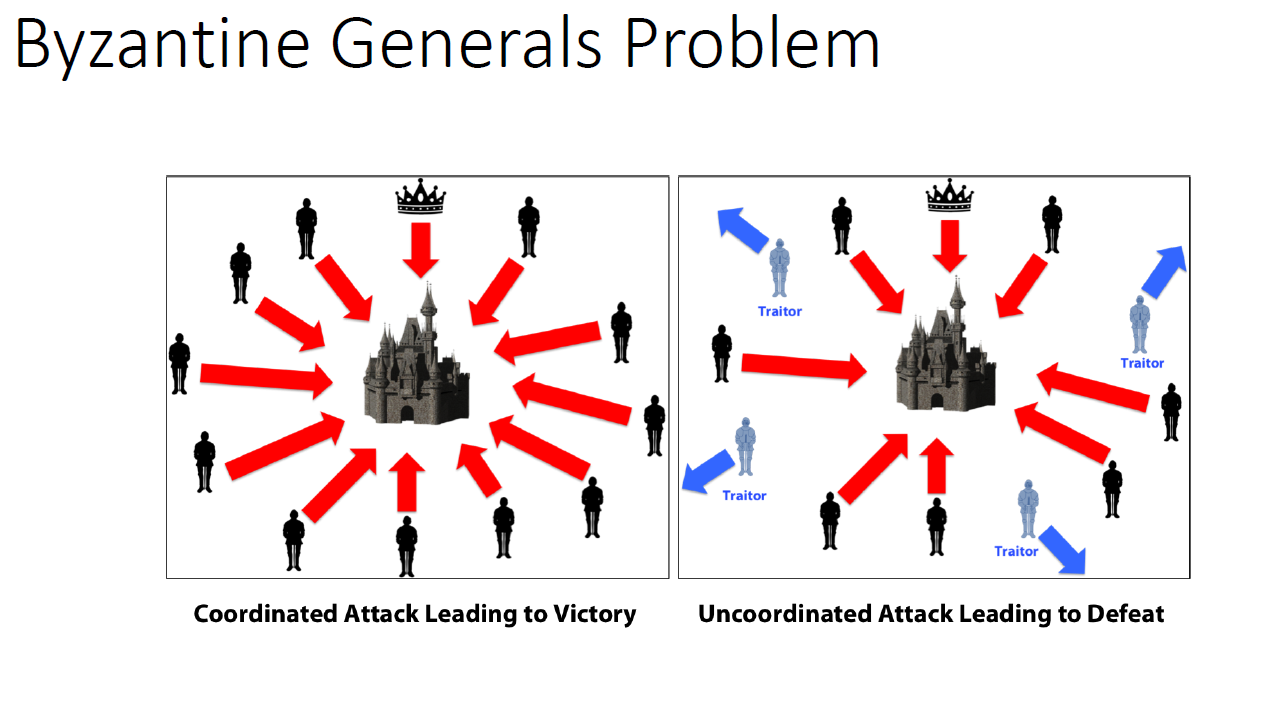 Byzantine Generals Problem
Traitor
Traitor
Traitor
Traitor
Coordinated Attack Leading to Victory
Uncoordinated Attack Leading to Defeat